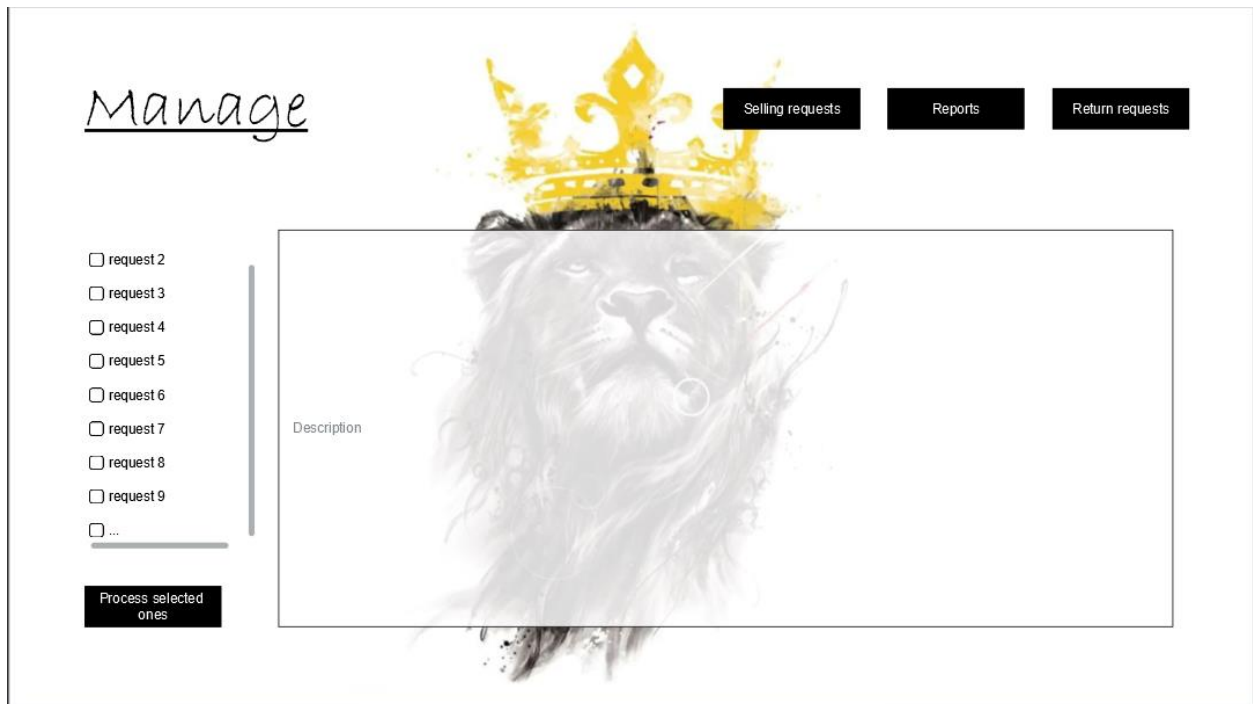 Manage
Selling requests
Reports
Return requests
request 2
request 3
request 4
request 5
request 6
request 7
request 8
request 9
...
Description
Process selected
ones